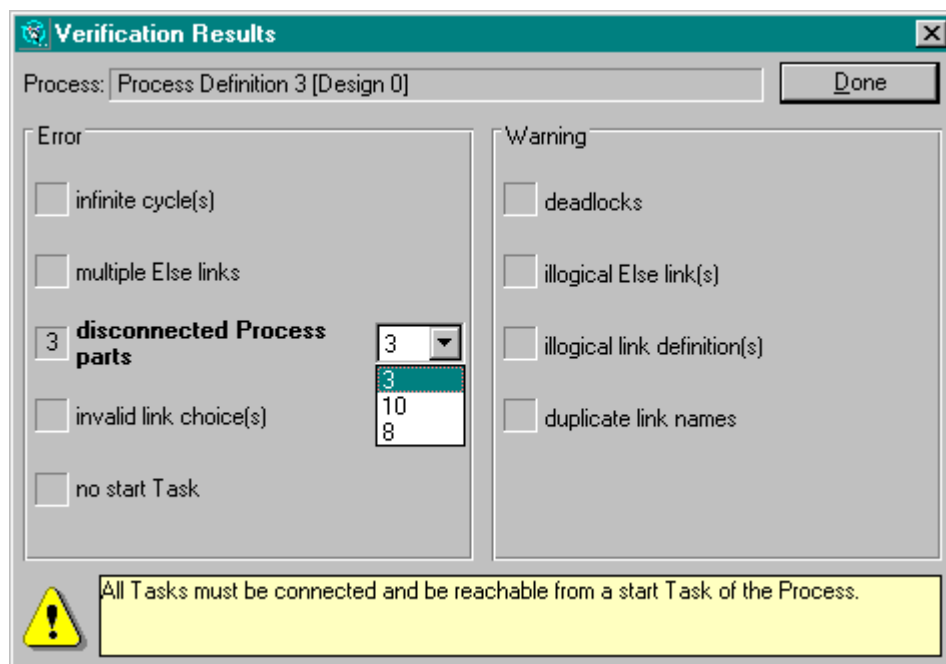 Verification Results
Process: Process Definition 3 [Design 0]
Done
Error
infinite cycle(s)
multiple Else links
3 disconnected Process
parts
3
3
10
8
invalid link choice(s)
no start Task
Warning
deadlocks
illogical Else link(s)
illogical link definition(s)
duplicate link names
All Tasks must be connected and be reachable from a start Task of the Process.